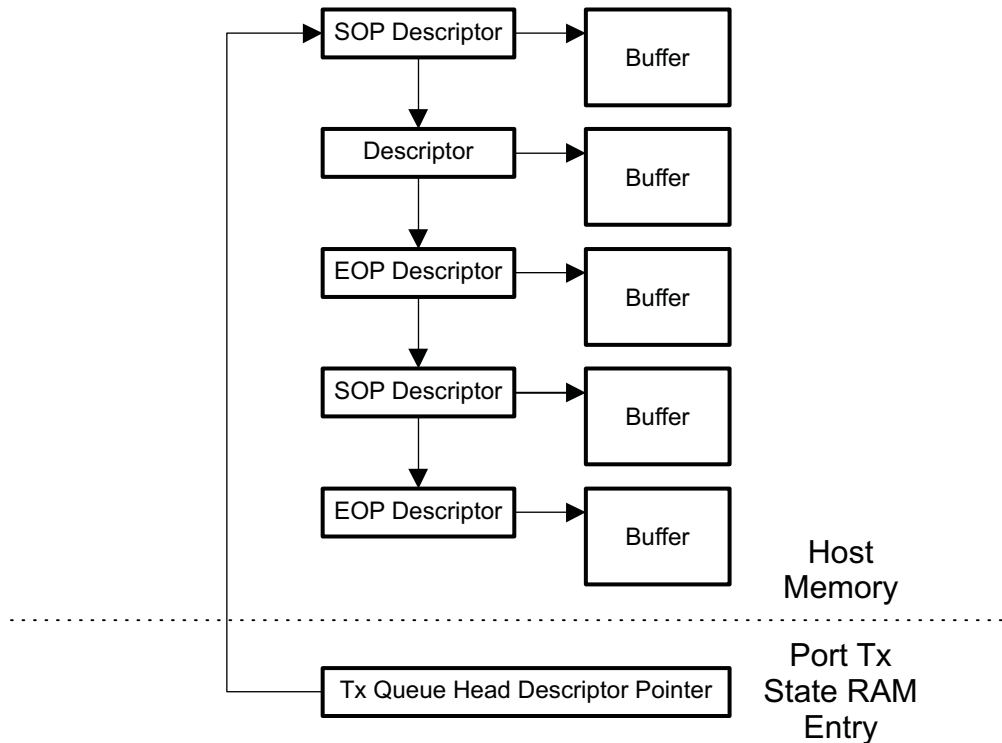 SOP Descriptor
Buffer
Descriptor
Buffer
EOP Descriptor
Buffer
SOP Descriptor
Buffer
EOP Descriptor
Buffer
Host
Memory
Tx Queue Head Descriptor Pointer
Port Tx
State RAM
Entry